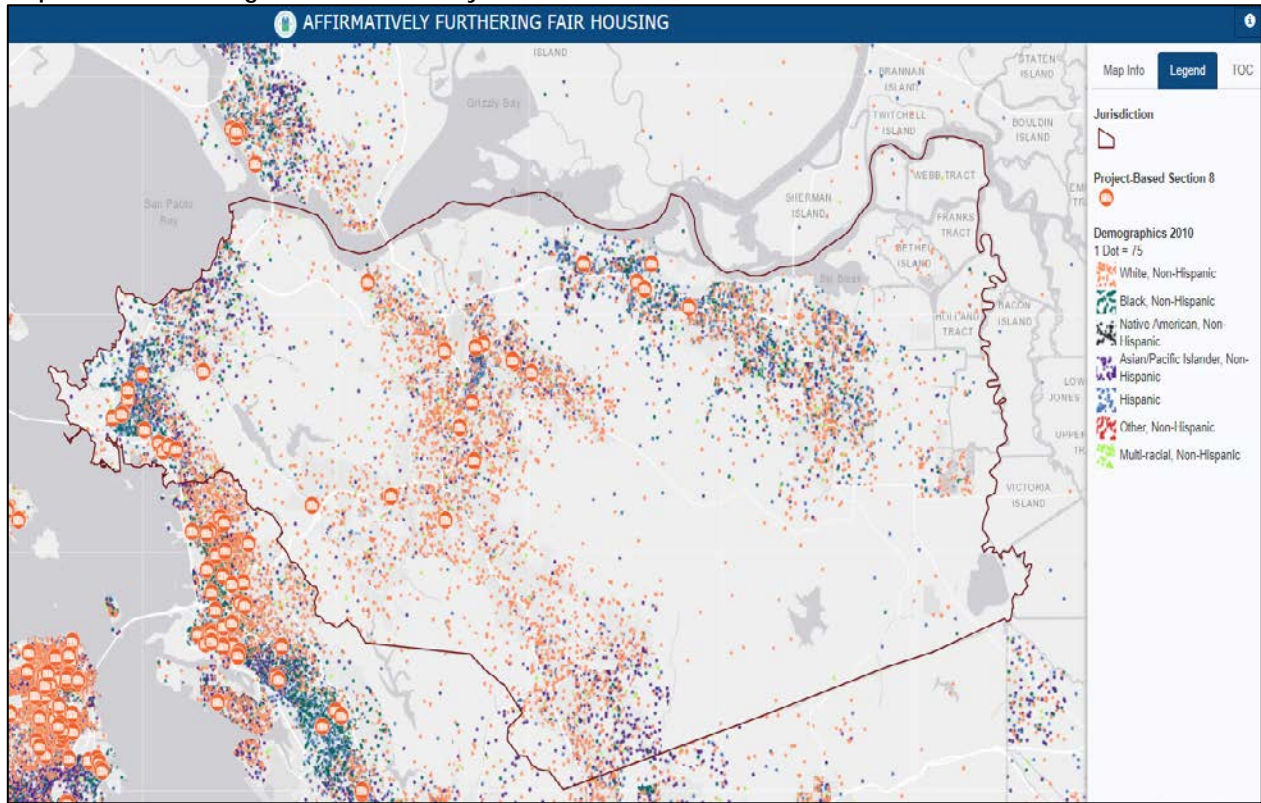 AFFIRMATIVELY FURTHERING FAIR HOUSING
Map Info Legend TOC
Jurisdiction
Project-Based Section 8
Demographics 2010
1 Dot = 75
White, Non-Hispanic
Black, Non-Hispanic
Native American, Non-
Hispanic
Asian/Pacific Islander, Non-
Hispanic
Hispanic
Other, Non-Hispanic
Multi-racial, Non-Hispanic
ISLAND
Grizzly Bay
BRANNAN
ISLAND
STATEN
ISLAND
TWITCHELL
ISLAND
BOULDIN
ISLAND
WEBB TRACT
San Pablo
Bay
SHERMAN
ISLAND
FRANKS
TRACT
BETHEL
ISLAND
HOLLAND
TRACT
BACON
ISLAND
VICTORIA
ISLAND